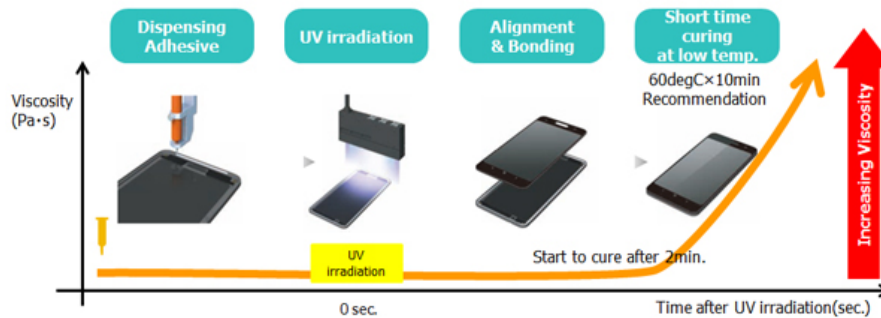 Dispensing
Adhesive
UV irradiation
Alignment
& Bonding
Short time
curing
at low temp.
60degC×10min
Recommendation
Viscosity
(Pa・s)
Increasing Viscosity
UV
irradiation
Start to cure after 2min.
0 sec.
Time after UV irradiation(sec.)